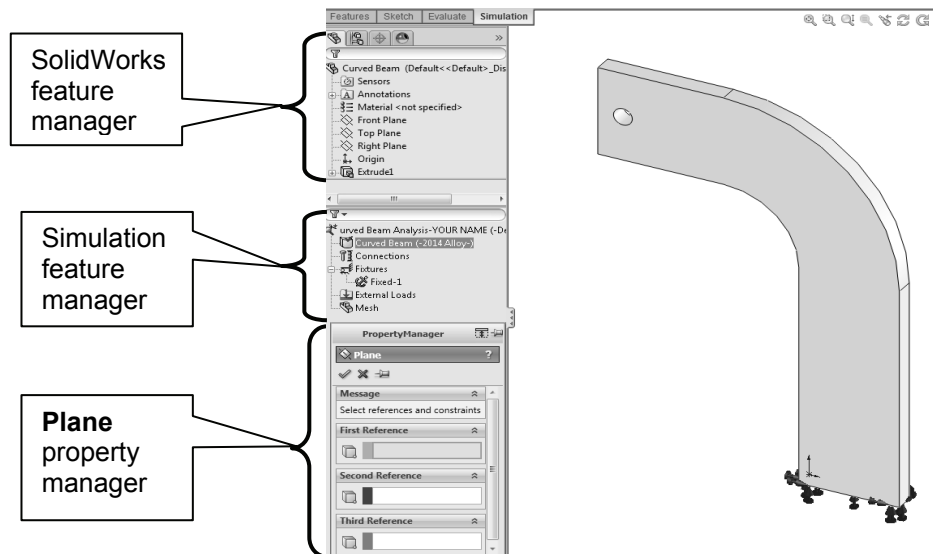 Features Sketch Evaluate Simulation
SolidWorks
feature
manager
Curved Beam (Default<<Default>_Dis
Sensors
Annotations
Material <not specified>
Front Plane
Top Plane
Right Plane
Origin
Extrude1
Simulation
feature
manager
urved Beam Analysis-YOUR NAME (-De
Curved Beam (-2014 Alloy-)
Connections
Fixtures
Fixed-1
External Loads
Mesh
Plane
property
manager
PropertyManager
Plane ?
Message
Select references and constraints
First Reference
Second Reference
Third Reference